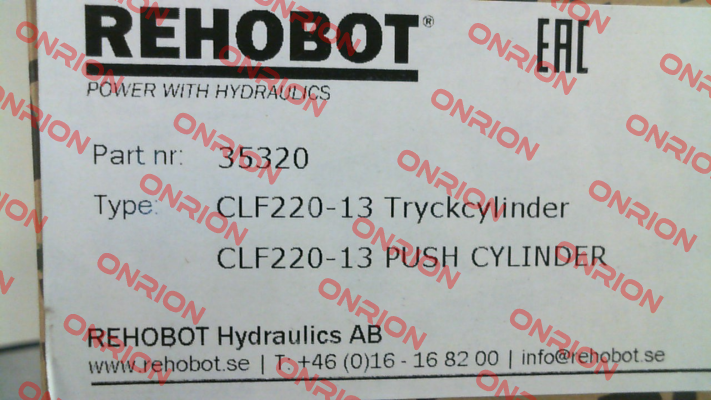 REHOBOT®
EAC
POWER WITH HYDRAULICS
Part nr: 35320
Type: CLF220-13 Tryckcylinder
CLF220-13 PUSH CYLINDER
REHOBOT Hydraulics AB
www.rehobot.se | T: +46 (0)16 - 16 82 00 | info@rehobot.se
ONRION